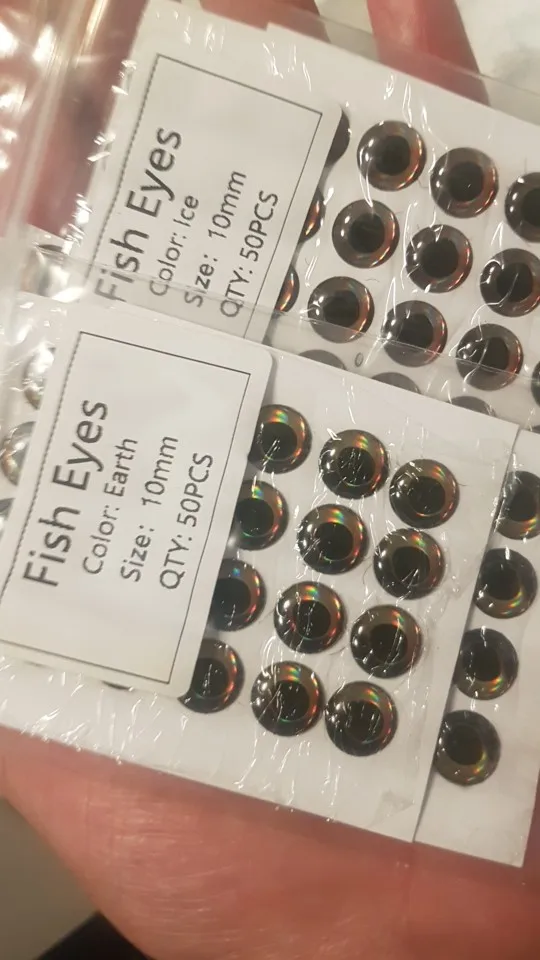 Fish Eyes
Color: Ice
Size: 10mm
QTY: 50PCS
Fish Eyes
Color: Earth
Size: 10mm
QTY: 50PCS